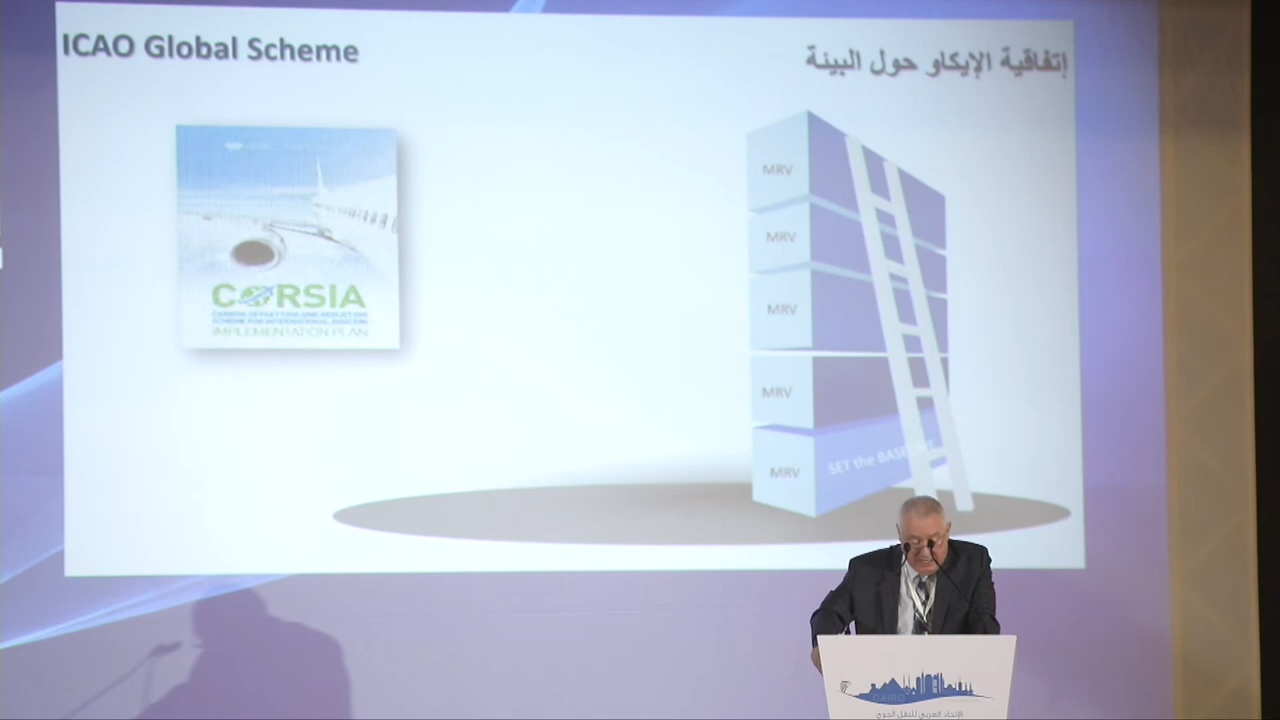 ICAO Global Scheme
إتفاقية الإيكاو حول البيئة
CORSIA
CARBON OFFSETTING AND REDUCTION
SCHEME FOR INTERNATIONAL AVIATION
IMPLEMENTATION PLAN
MRV
MRV
MRV
MRV
MRV
SET the
CAIRO
الإتحاد العربي للنقل الجوي